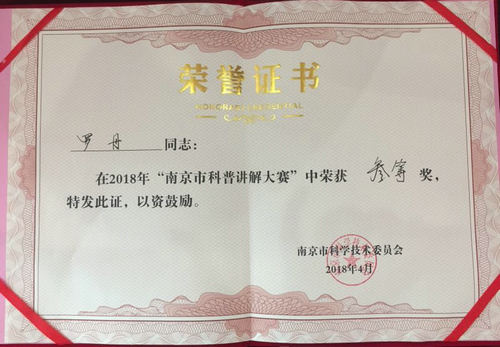 荣誉证书
罗丹同志：
在2018年“南京市科普讲解大赛”中荣获 叁等 奖，
特发此证，以资鼓励。
南京市科学技术委员会
2018年4月